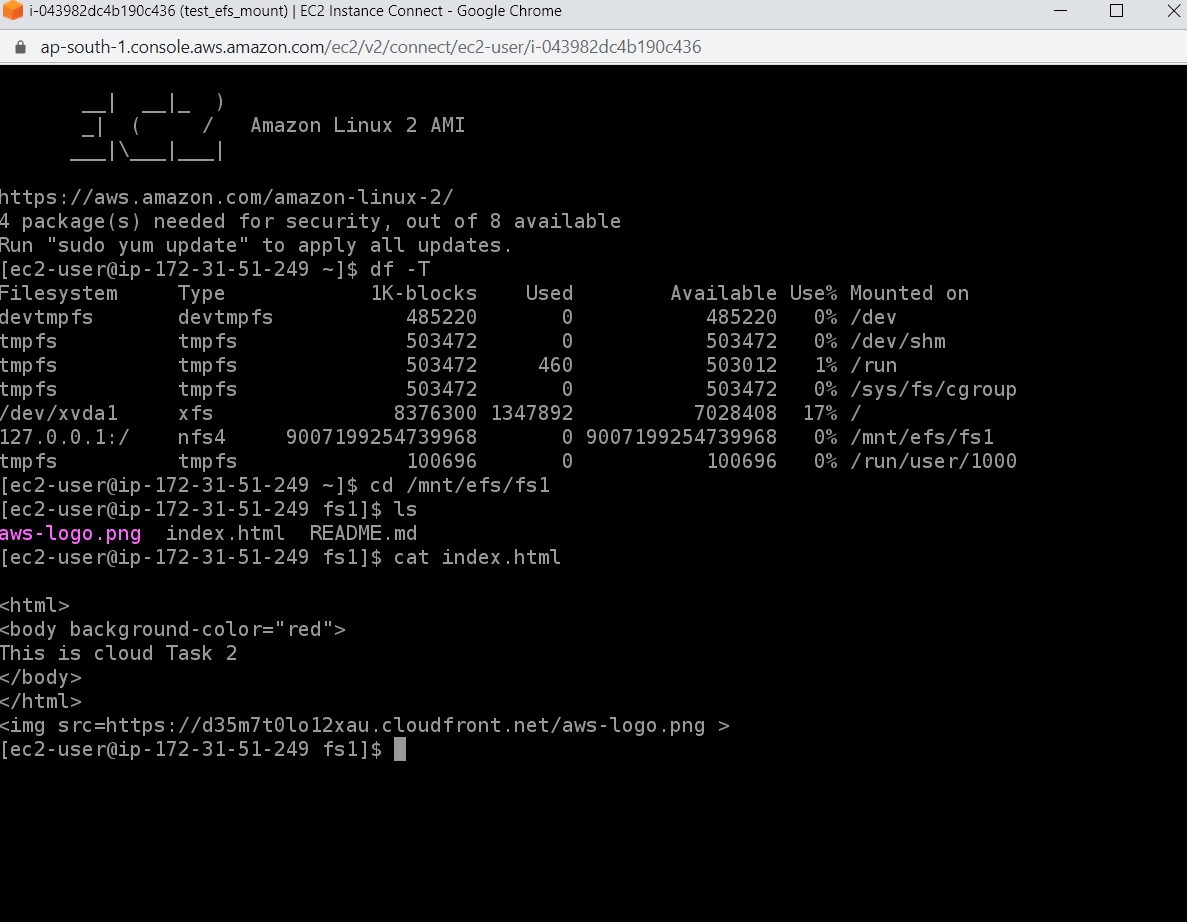 i-043982dc4b190c436 (test_efs_mount) | EC2 Instance Connect - Google Chrome
ap-south-1.console.aws.amazon.com/ec2/v2/connect/ec2-user/i-043982dc4b190c436
       __|  __|_  )
       _|  (     /   Amazon Linux 2 AMI
      ___|\___|___|
https://aws.amazon.com/amazon-linux-2/
4 package(s) needed for security, out of 8 available
Run "sudo yum update" to apply all updates.
[ec2-user@ip-172-31-51-249 ~]$ df -T
Filesystem     Type            1K-blocks    Used        Available Use% Mounted on
devtmpfs       devtmpfs           485220       0           485220   0% /dev
tmpfs          tmpfs              503472       0           503472   0% /dev/shm
tmpfs          tmpfs              503472     460           503012   1% /run
tmpfs          tmpfs              503472       0           503472   0% /sys/fs/cgroup
/dev/xvda1     xfs               8376300 1347892          7028408  17% /
127.0.0.1:/    nfs4     9007199254739968       0 9007199254739968   0% /mnt/efs/fs1
tmpfs          tmpfs              100696       0           100696   0% /run/user/1000
[ec2-user@ip-172-31-51-249 ~]$ cd /mnt/efs/fs1
[ec2-user@ip-172-31-51-249 fs1]$ ls
aws-logo.png  index.html  README.md
[ec2-user@ip-172-31-51-249 fs1]$ cat index.html
<html>
<body background-color="red">
This is cloud Task 2
</body>
</html>
<img src=https://d35m7t0lo12xau.cloudfront.net/aws-logo.png >
[ec2-user@ip-172-31-51-249 fs1]$